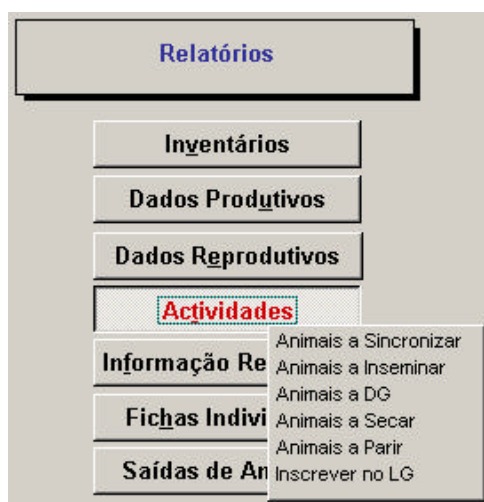 Relatórios
Inventários
Dados Produtivos
Dados Reprodutivos
Actividades
Animais a Sincronizar
Informação Re
Animais a Inseminar
Animais a DG
Fichas Indivi
Animais a Secar
Animais a Parir
Saídas de An
Inscrever no LG